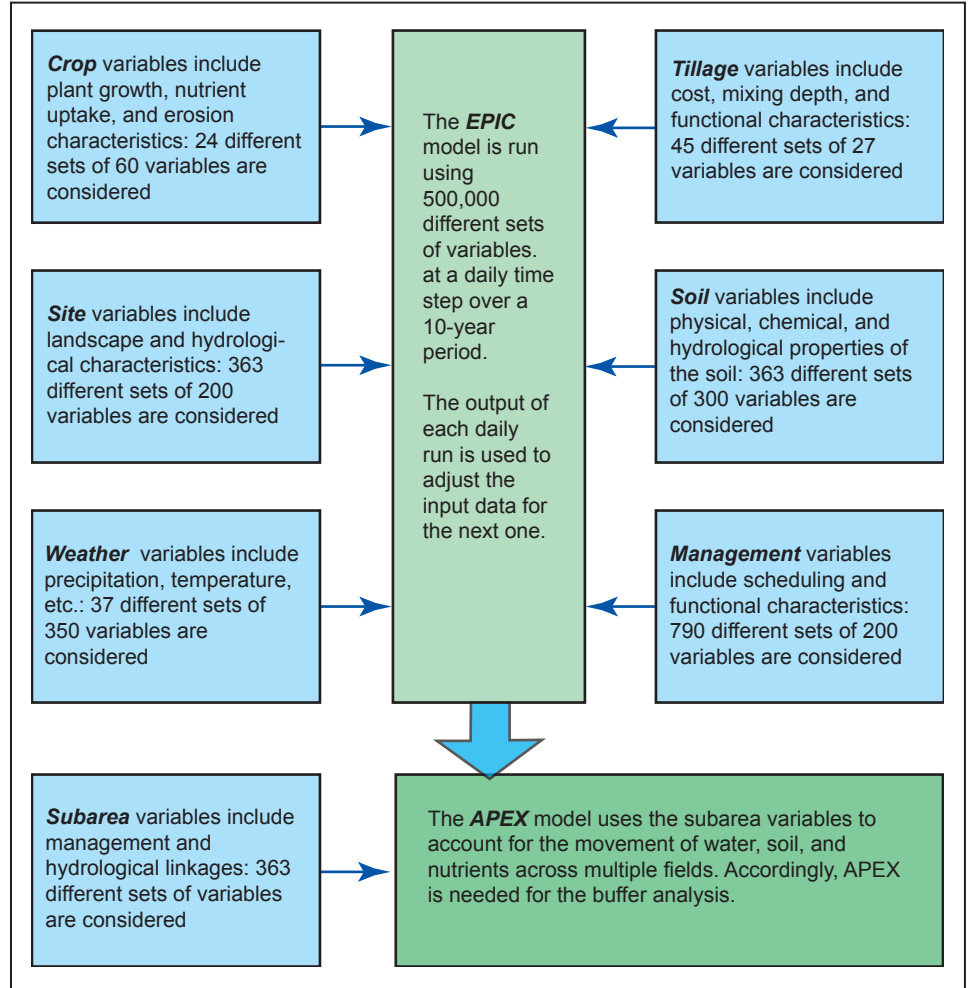 Crop variables include
plant growth, nutrient
uptake, and erosion
characteristics: 24 different
sets of 60 variables are
considered
Site variables include
landscape and hydrologi-
cal characteristics: 363
different sets of 200
variables are considered
Weather variables include
precipitation, temperature,
etc.: 37 different sets of
350 variables are
considered
The EPIC
model is run
using
500,000
different sets
of variables.
at a daily time
step over a
10-year
period.
The output of
each daily
run is used to
adjust the
input data for
the next one.
Tillage variables include
cost, mixing depth, and
functional characteristics:
45 different sets of 27
variables are considered
Soil variables include
physical, chemical, and
hydrological properties of
the soil: 363 different sets
of 300 variables are
considered
Management variables
include scheduling and
functional characteristics:
790 different sets of 200
variables are considered
Subarea variables include
management and
hydrological linkages: 363
different sets of variables
are considered
The APEX model uses the subarea variables to
account for the movement of water, soil, and
nutrients across multiple fields. Accordingly, APEX
is needed for the buffer analysis.